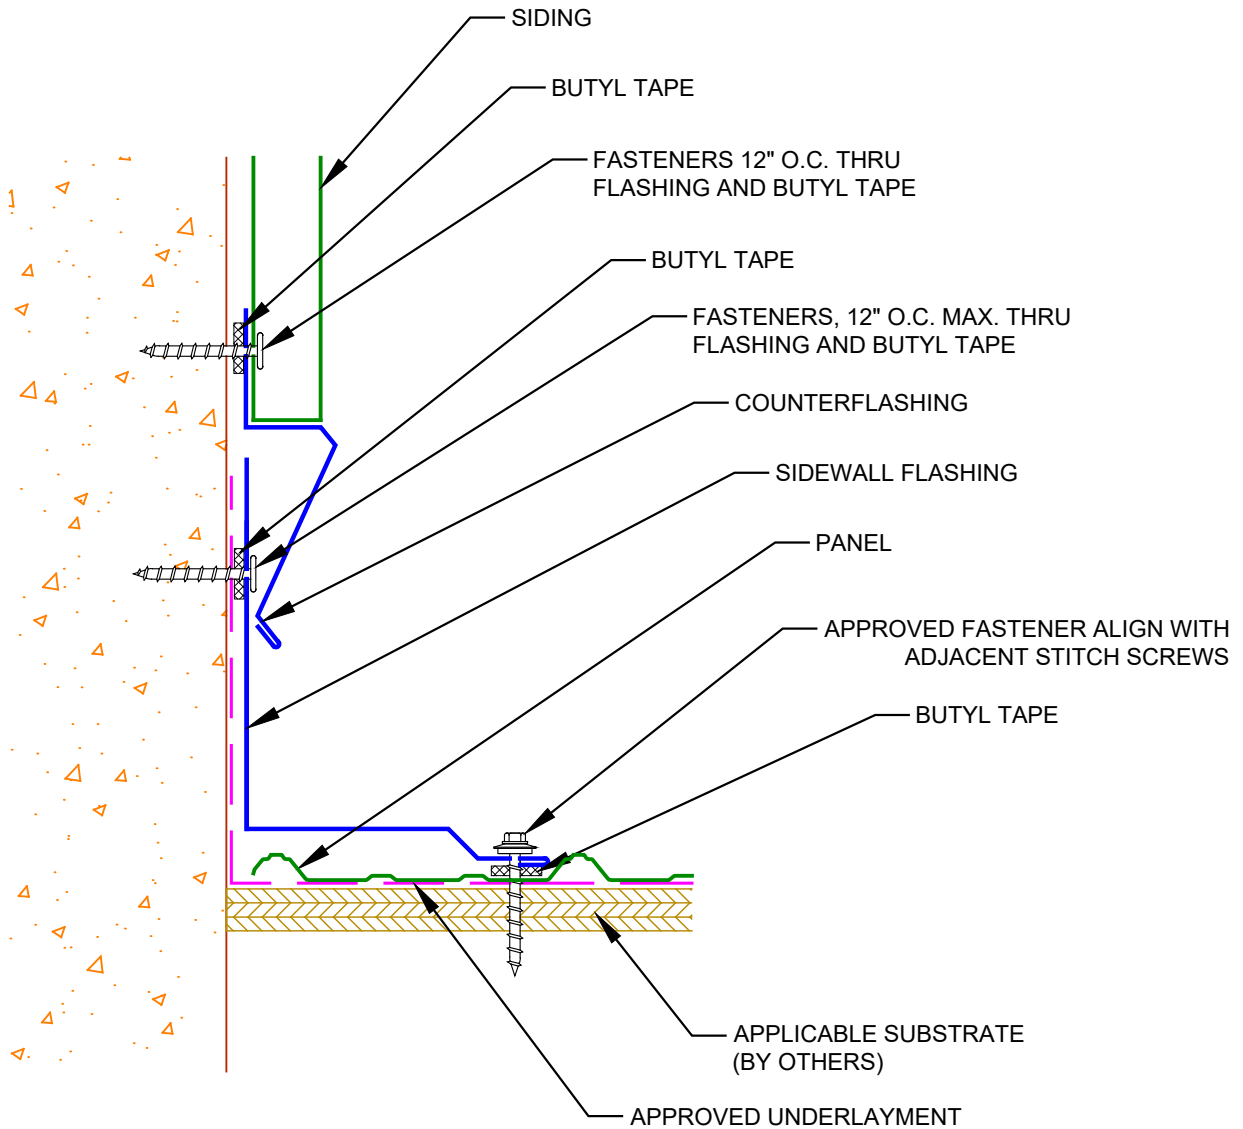 SIDING
BUTYL TAPE
FASTENERS 12" O.C. THRU
FLASHING AND BUTYL TAPE
BUTYL TAPE
FASTENERS, 12" O.C. MAX. THRU
FLASHING AND BUTYL TAPE
COUNTERFLASHING
SIDEWALL FLASHING
PANEL
APPROVED FASTENER ALIGN WITH
ADJACENT STITCH SCREWS
BUTYL TAPE
APPLICABLE SUBSTRATE
(BY OTHERS)
APPROVED UNDERLAYMENT